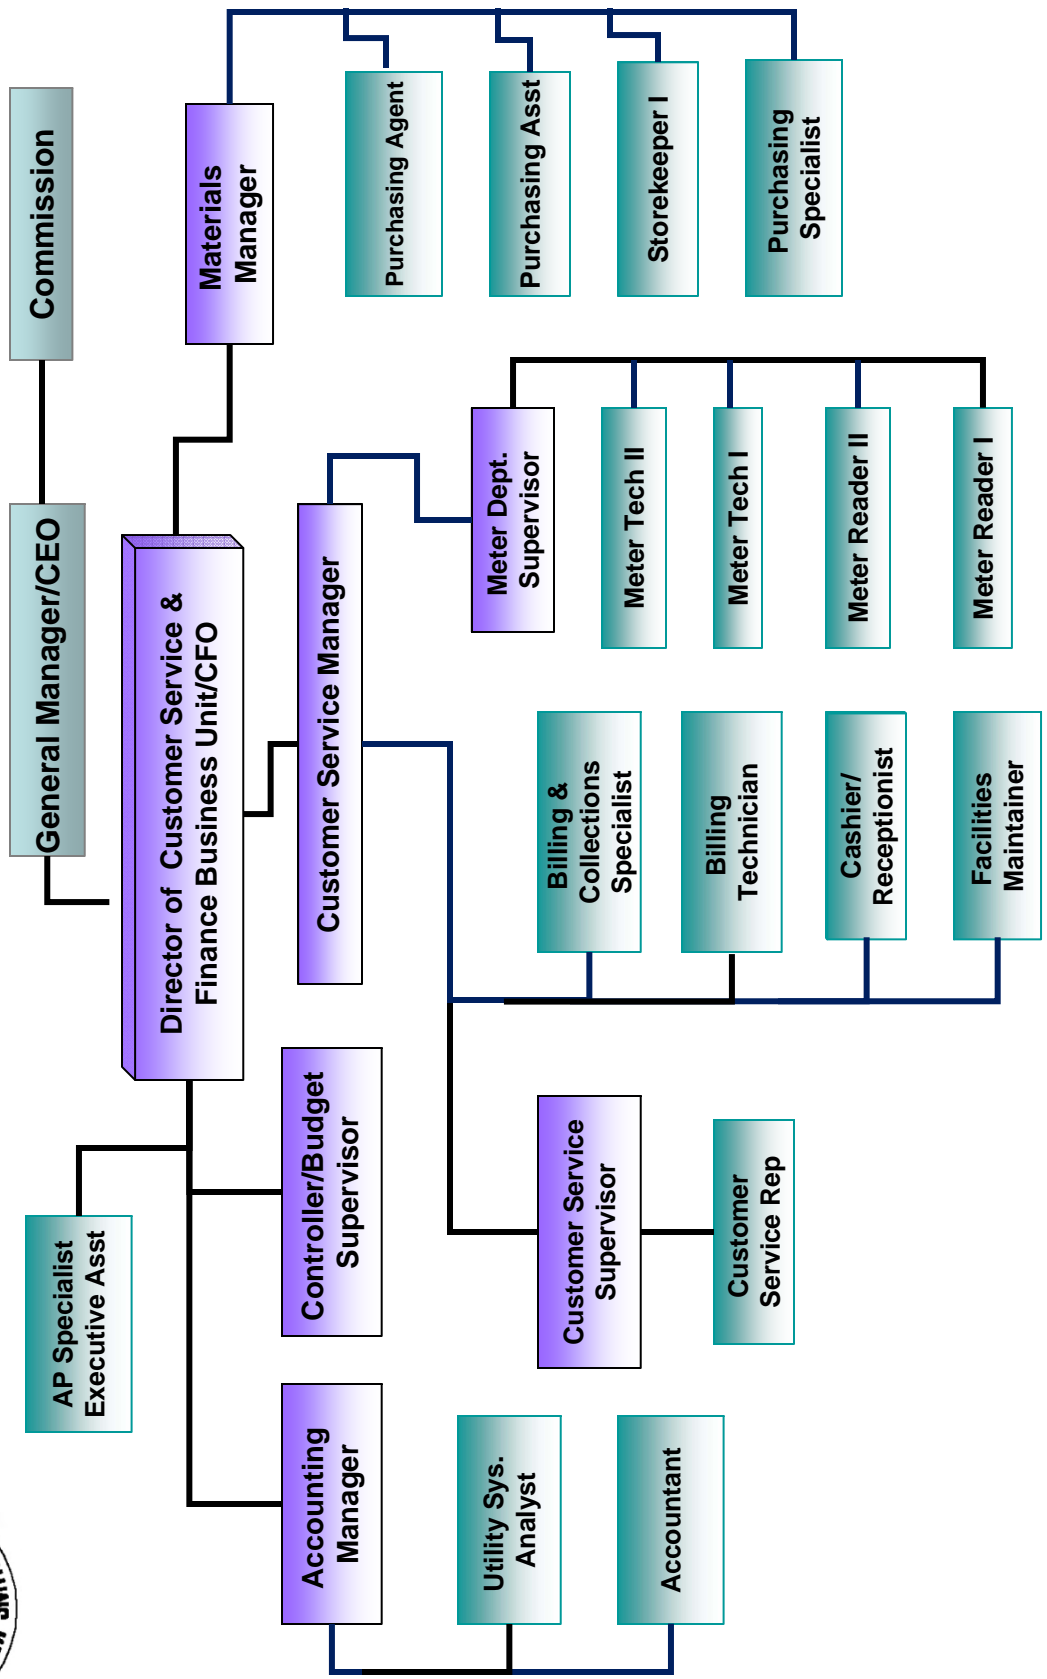 Commission
General Manager/CEO
Director of Customer Service &
Finance Business Unit/CFO
AP Specialist
Executive Asst
Accounting
Manager
Controller/Budget
Supervisor
Customer Service Manager
Materials
Manager
Utility Sys.
Analyst
Accountant
Customer Service
Supervisor
Customer
Service Rep
Billing &
Collections
Specialist
Billing
Technician
Cashier/
Receptionist
Facilities
Maintainer
Meter Dept.
Supervisor
Meter Tech II
Meter Tech I
Meter Reader II
Meter Reader I
Purchasing Agent
Purchasing Asst
Storekeeper I
Purchasing
Specialist